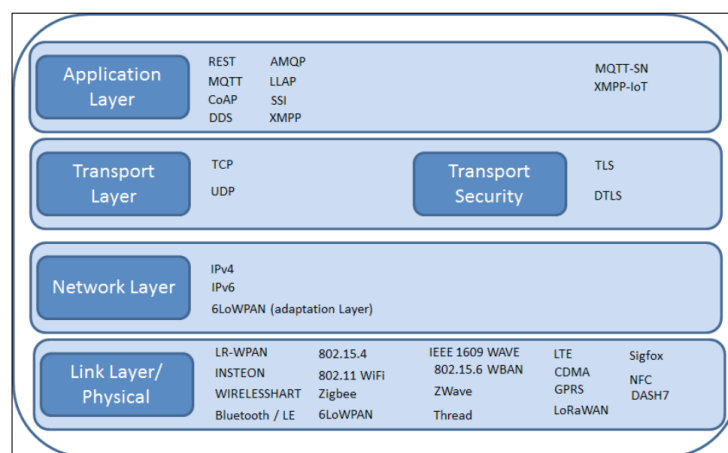 Application
Layer
REST AMQP
MQTT LLAP
CoAP SSI
DDS XMPP
MQTT-SN
XMPP-IoT
Transport
Layer
TCP
UDP
Transport
Security
TLS
DTLS
Network Layer
IPv4
IPv6
6LoWPAN (adaptation Layer)
Link Layer/
Physical
LR-WPAN
INSTEON
WIRELESSHART
Bluetooth / LE
802.15.4
802.11 WiFi
Zigbee
6LoWPAN
IEEE 1609 WAVE
802.15.6 WBAN
ZWave
Thread
LTE
CDMA
GPRS
LoRaWAN
Sigfox
NFC
DASH7